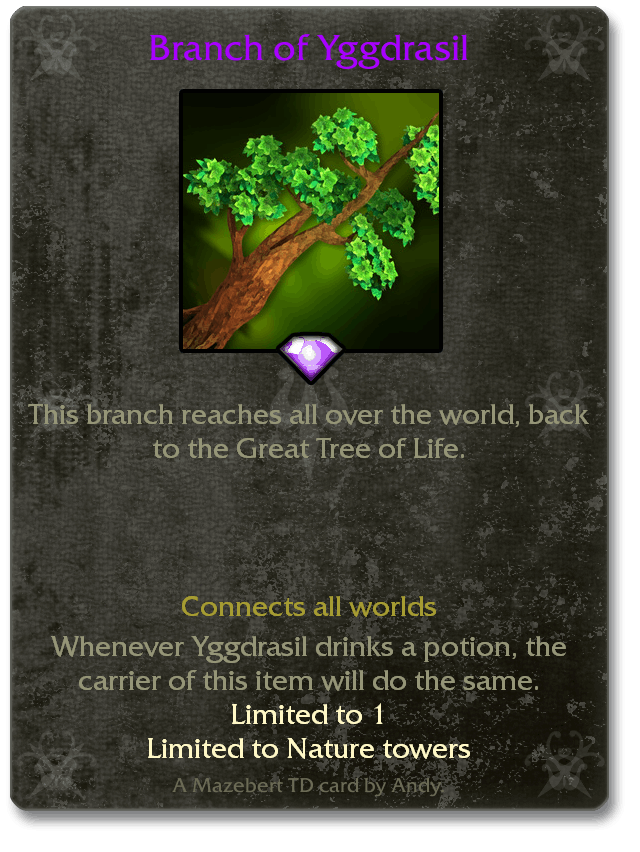 Branch of Yggdrasil
This branch reaches all over the world, back
to the Great Tree of Life.
Connects all worlds
Whenever Yggdrasil drinks a potion, the
carrier of this item will do the same.
Limited to 1
Limited to Nature towers
A Mazebert TD card by Andy.